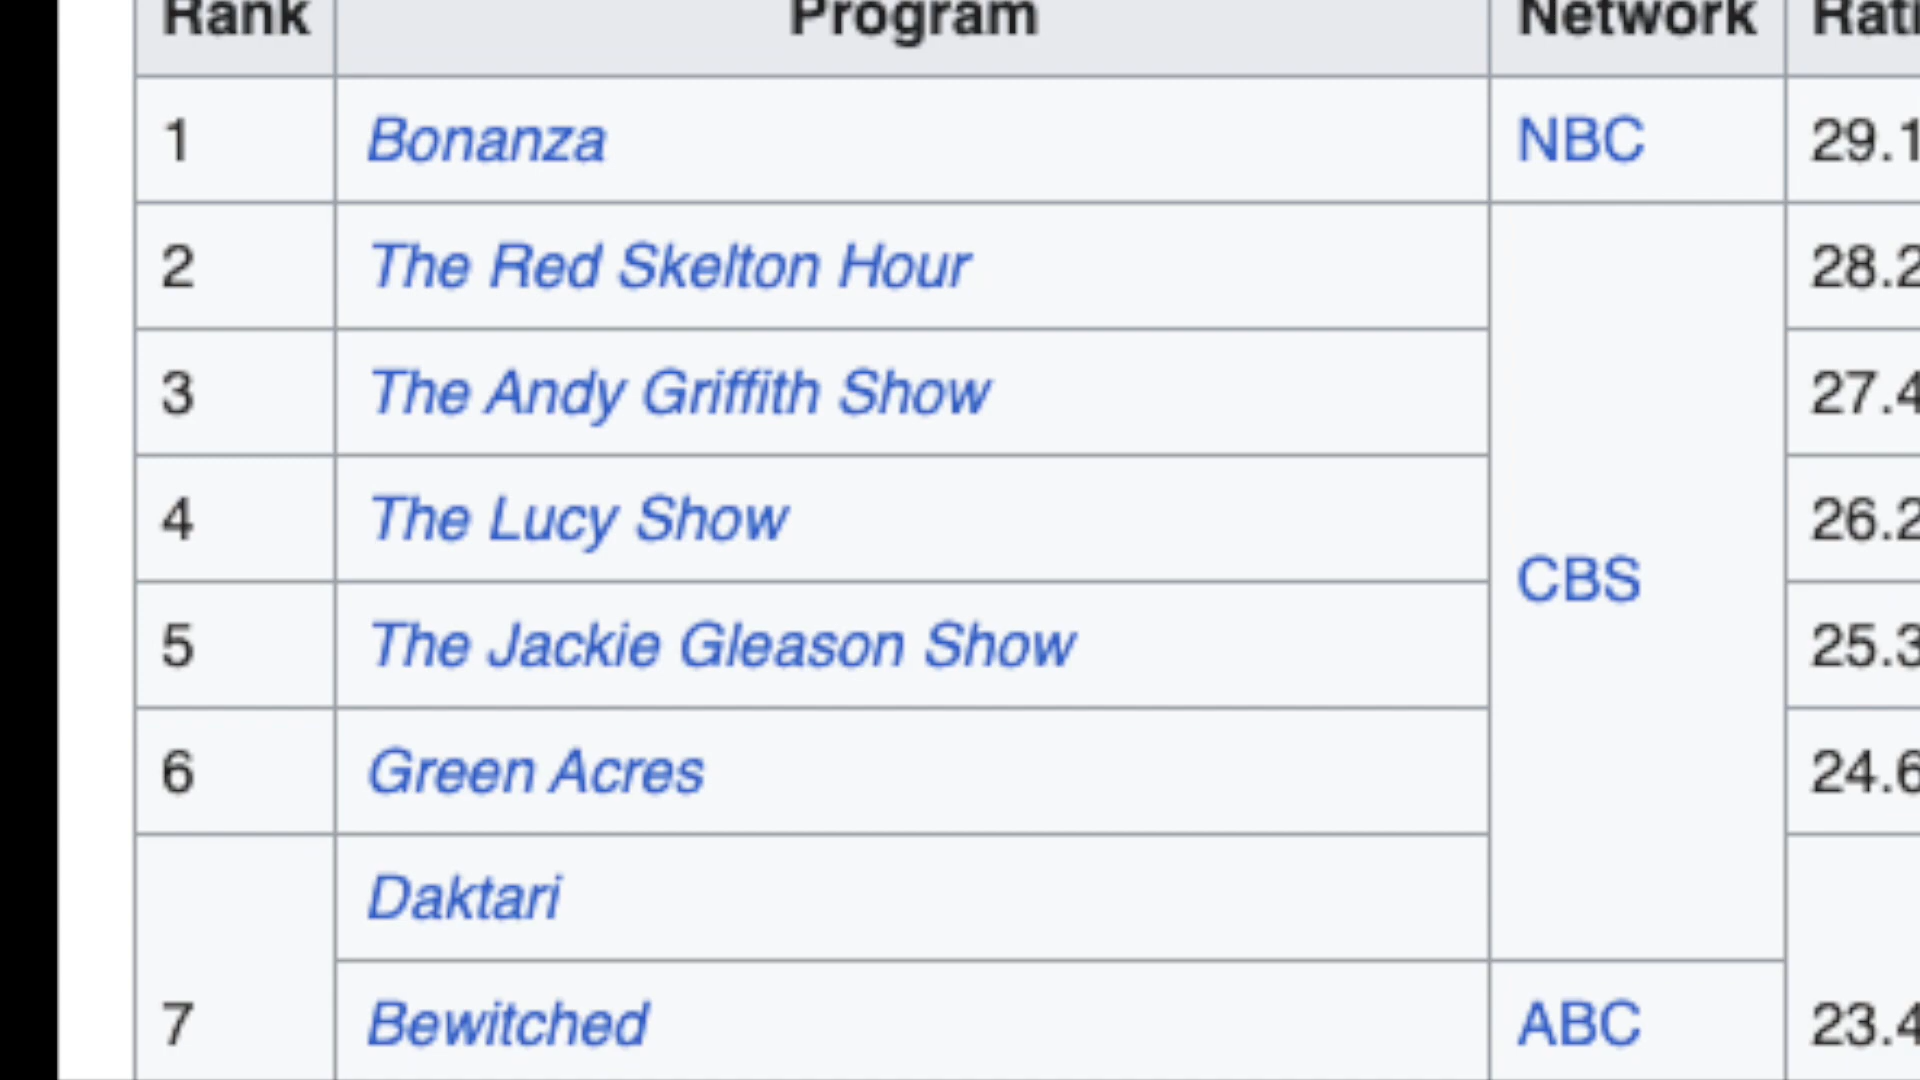 Rank Program Network Rati
1 Bonanza NBC 29.1
2 The Red Skelton Hour 28.2
3 The Andy Griffith Show 27.4
4 The Lucy Show 26.2
CBS
5 The Jackie Gleason Show 25.3
6 Green Acres 24.6
Daktari
7 Bewitched ABC 23.4